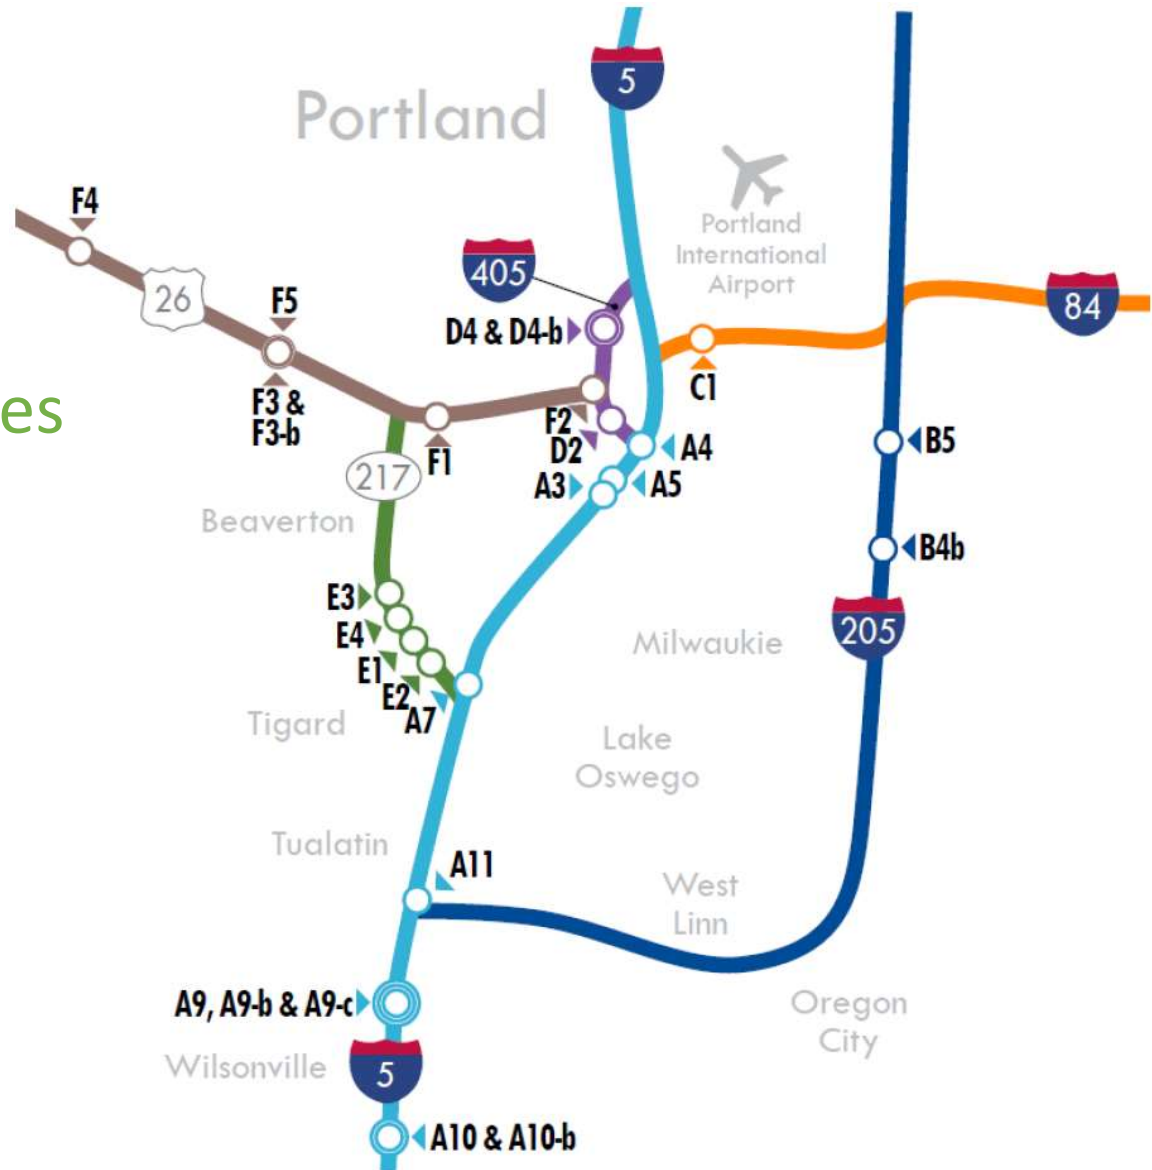 5
Portland
F4
Portland
International
Airport
405
26
F5
84
D4 & D4-b
C1
F3 &
F3-b
es
F2
D2
F1
A4
B5
217
A3
A5
Beaverton
B4b
E3
E4
205
Milwaukie
E1
E2
A7
Tigard
Lake
Oswego
Tualatin
A11
West
Linn
A9, A9-b & A9-c
Oregon
City
Wilsonville
5
A10 & A10-b